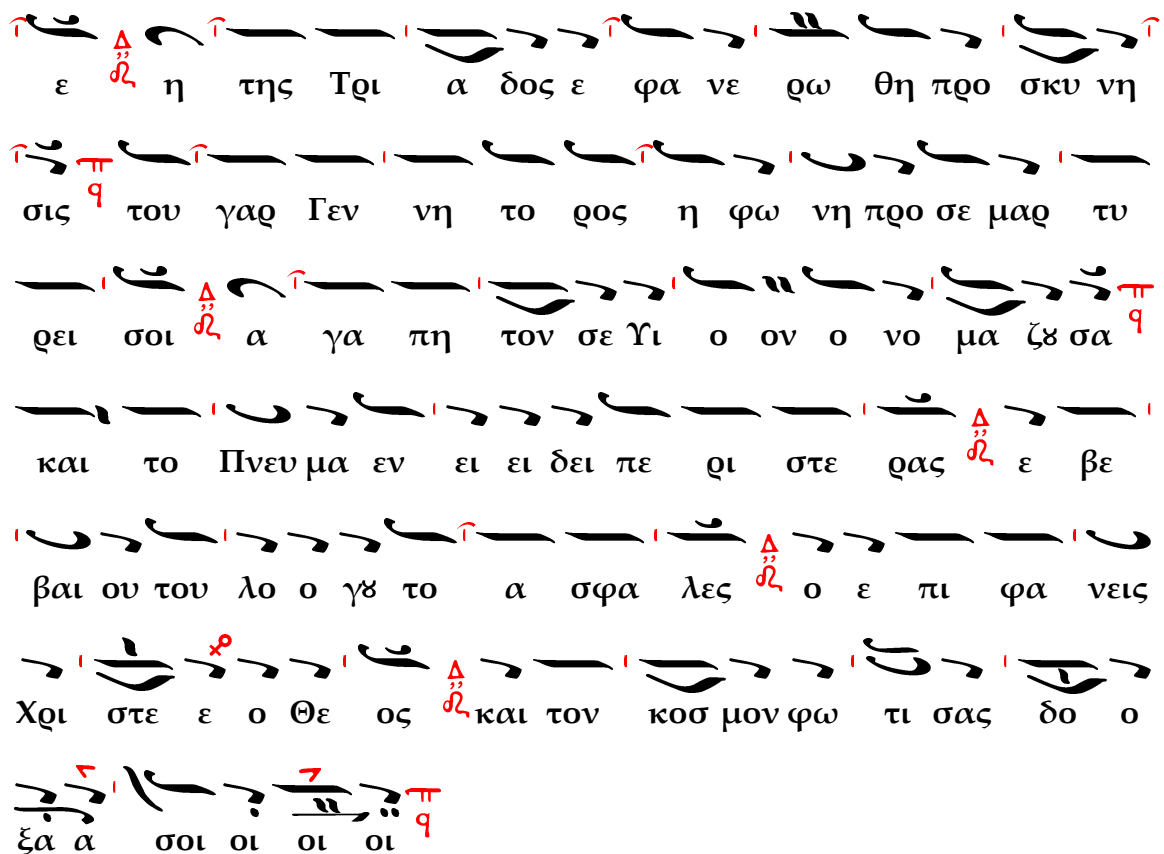 ε η της Τρι α δος ε φα νε ρω θη προ σκυ νη
σις του γαρ Γεν νη το ρος η φω νη προ σε μαρ τυ
ρει σοι α γα πη τον σε Υι ο ον ο νο μα ζȣ σα
και το Πνευ μα εν ει ει δει πε ρι στε ρας ε βε
βαι ου του λο ο γȣ το α σφα λες ο ε πι φα νεις
Χρι στε ε ο Θε ος και τον κοσ μον φω τι σας δο ο
ξα α σοι οι οι οι